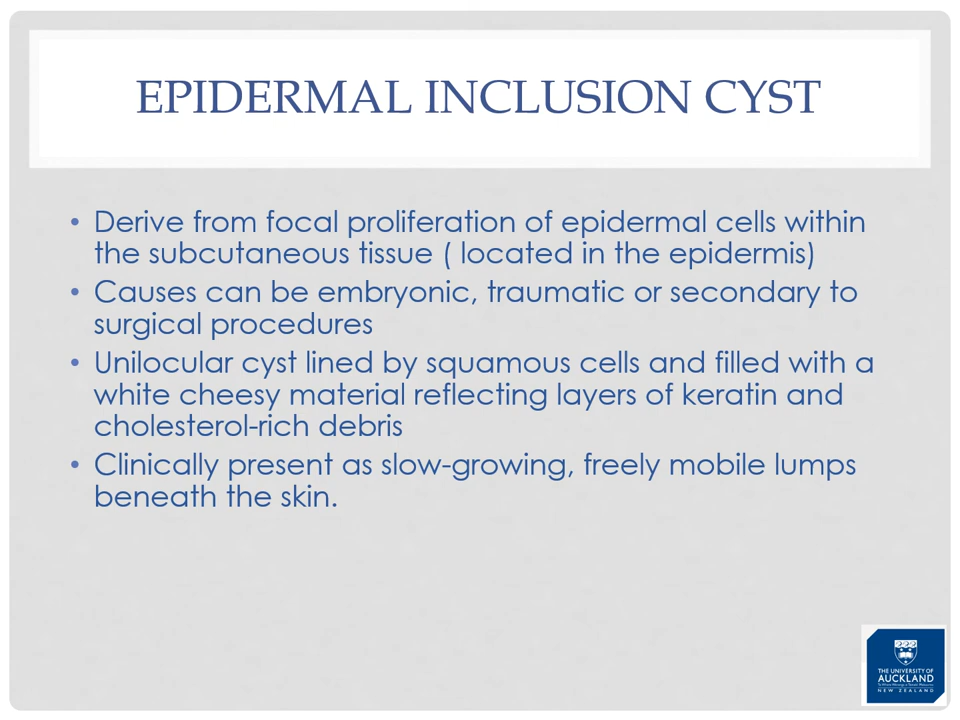 EPIDERMAL INCLUSION CYST
• Derive from focal proliferation of epidermal cells within
the subcutaneous tissue ( located in the epidermis)
• Causes can be embryonic, traumatic or secondary to
surgical procedures
• Unilocular cyst lined by squamous cells and filled with a
white cheesy material reflecting layers of keratin and
cholesterol-rich debris
• Clinically present as slow-growing, freely mobile lumps
beneath the skin.
THE UNIVERSITY OF
AUCKLAND
NEW ZEALAND